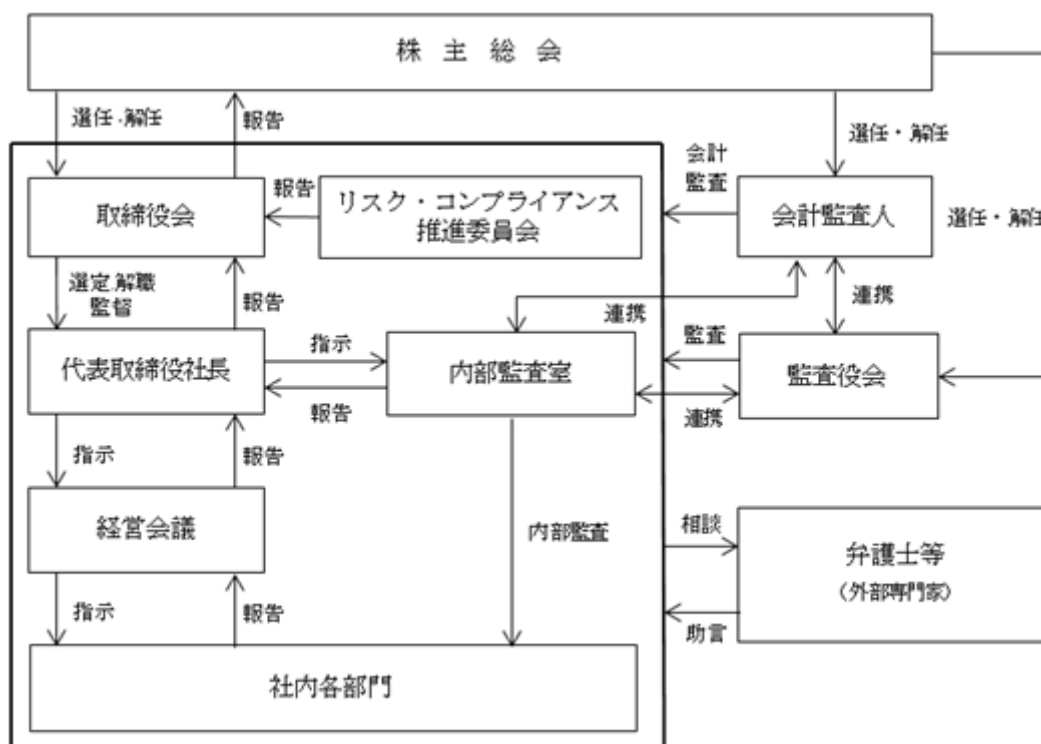 株主総会
選任・解任
報告
選任・解任
会計
監査
取締役会
報告
リスク・コンプライアンス
推進委員会
会計監査人
選任・解任
選定・解職
監督
報告
連携
連携
代表取締役社長
指示
報告
内部監査室
監査
連携
監査役会
指示
報告
経営会議
内部監査
相談
助言
弁護士等
(外部専門家)
指示
報告
社内各部門